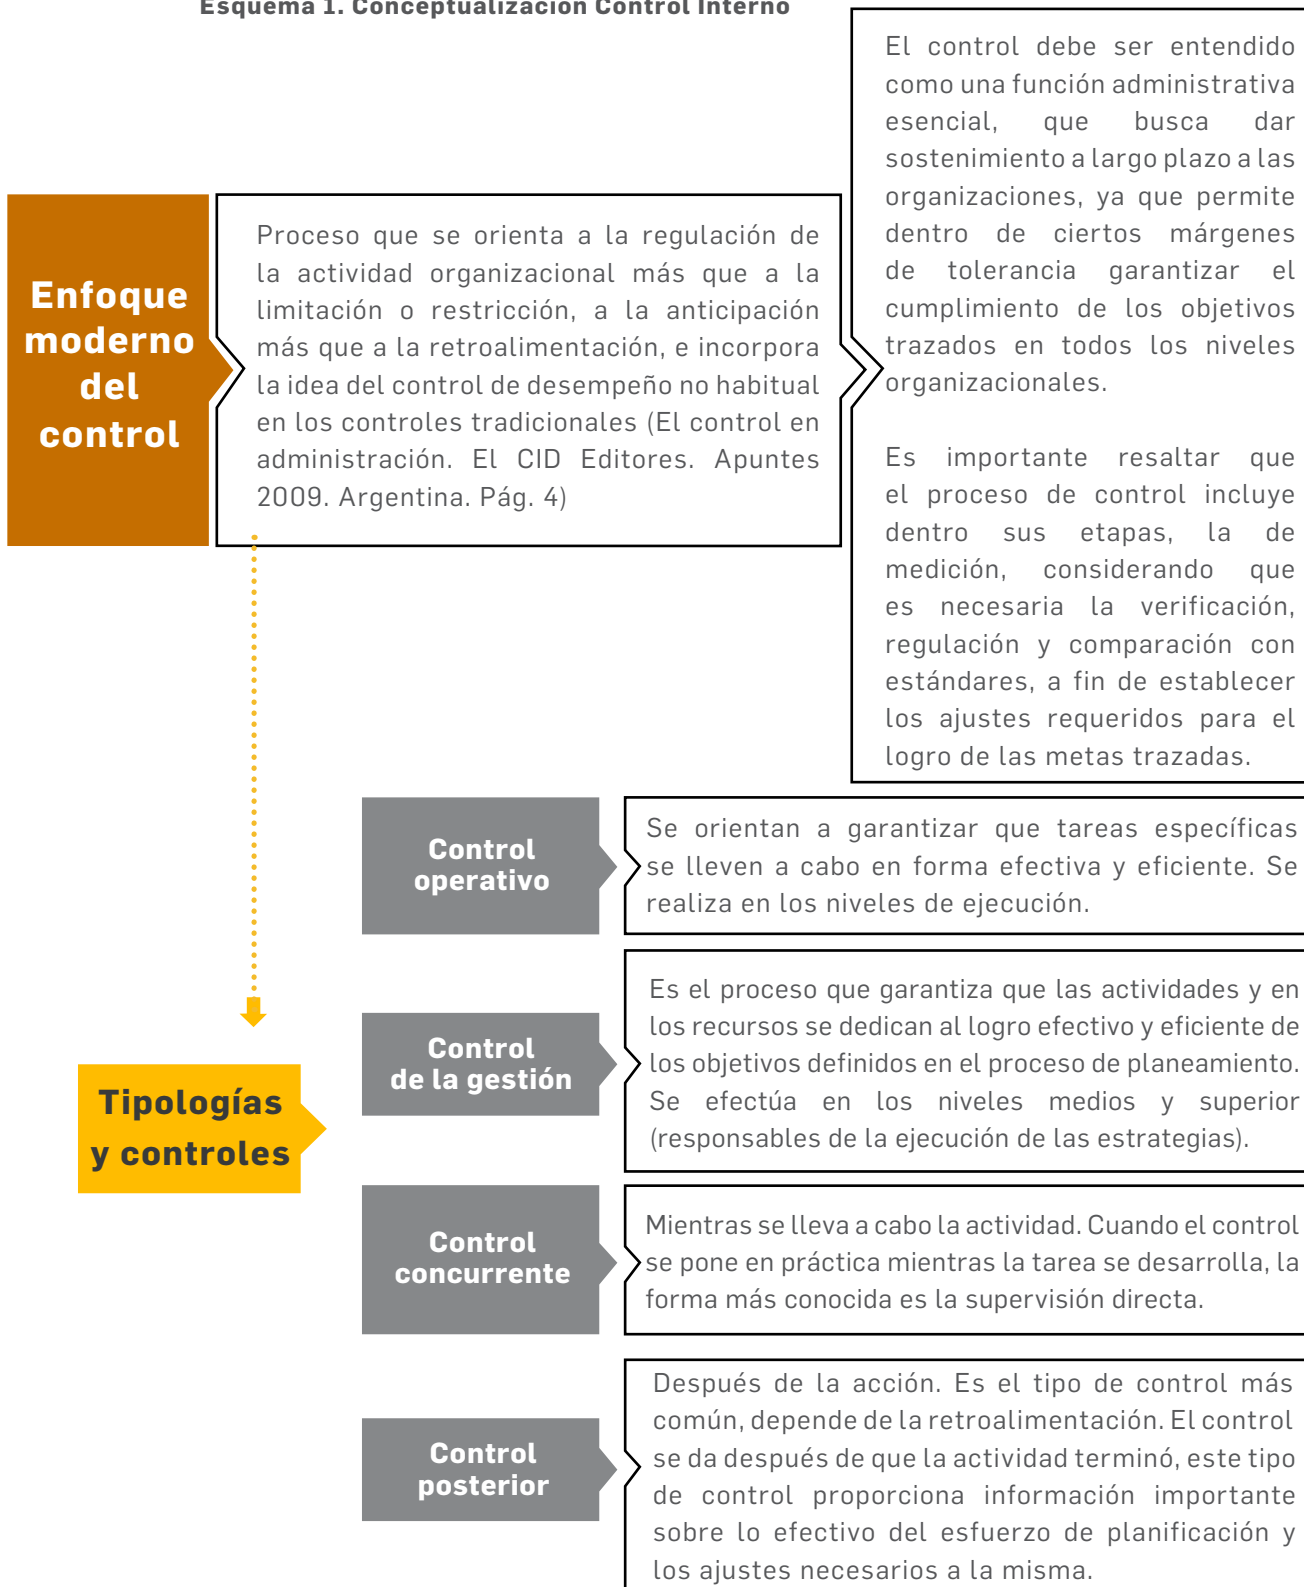 Esquema 1. Conceptualización Control Interno
Enfoque
moderno
del
control
Proceso que se orienta a la regulación de
la actividad organizacional más que a la
limitación o restricción, a la anticipación
más que a la retroalimentación, e incorpora
la idea del control de desempeño no habitual
en los controles tradicionales (El control en
administración. El CID Editores. Apuntes
2009. Argentina. Pág. 4)
El control debe ser entendido
como una función administrativa
esencial, que busca dar
sostenimiento a largo plazo a las
organizaciones, ya que permite
dentro de ciertos márgenes
de tolerancia garantizar el
cumplimiento de los objetivos
trazados en todos los niveles
organizacionales.
Es importante resaltar que
el proceso de control incluye
dentro sus etapas, la de
medición, considerando que
es necesaria la verificación,
regulación y comparación con
estándares, a fin de establecer
los ajustes requeridos para el
logro de las metas trazadas.
Tipologías
y controles
Control
operativo
Se orientan a garantizar que tareas específicas
se lleven a cabo en forma efectiva y eficiente. Se
realiza en los niveles de ejecución.
Control
de la gestión
Es el proceso que garantiza que las actividades y en
los recursos se dedican al logro efectivo y eficiente de
los objetivos definidos en el proceso de planeamiento.
Se efectúa en los niveles medios y superior
(responsables de la ejecución de las estrategias).
Control
concurrente
Mientras se lleva a cabo la actividad. Cuando el control
se pone en práctica mientras la tarea se desarrolla, la
forma más conocida es la supervisión directa.
Control
posterior
Después de la acción. Es el tipo de control más
común, depende de la retroalimentación. El control
se da después de que la actividad terminó, este tipo
de control proporciona información importante
sobre lo efectivo del esfuerzo de planificación y
los ajustes necesarios a la misma.